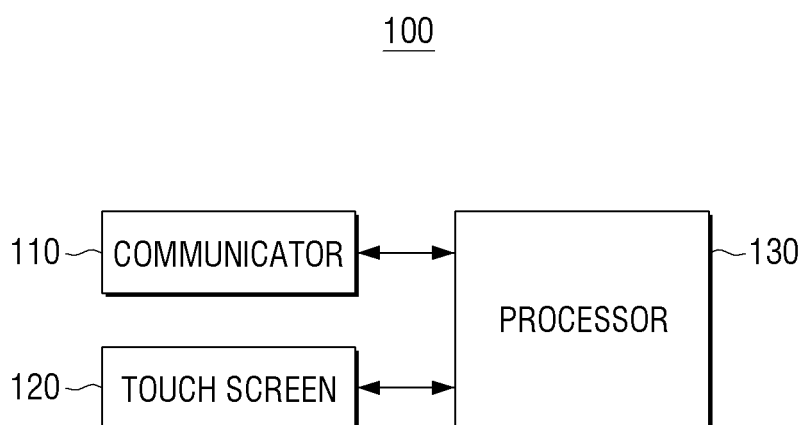 100
110 COMMUNICATOR 130
PROCESSOR
120 TOUCH SCREEN